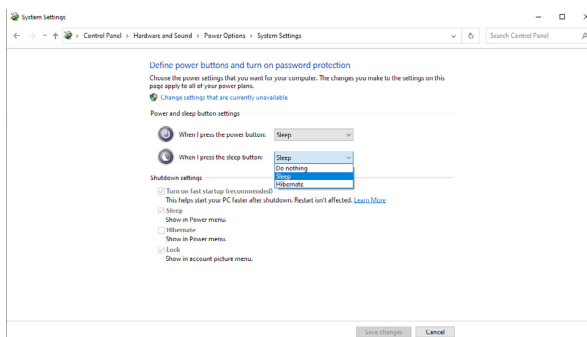 System Settings
Control Panel > Hardware and Sound > Power Options > System Settings
Search Control Panel
Define power buttons and turn on password protection
Choose the power settings that you want for your computer. The changes you make to the settings on this
page apply to all of your power plans.
Change settings that are currently unavailable
Power and sleep button settings
When I press the power button: Sleep
When I press the sleep button: Sleep
Do nothing
Sleep
Hibernate
Shutdown settings
Turn on fast startup (recommended)
This helps start your PC faster after shutdown. Restart isn't affected. Learn More
Sleep
Show in Power menu.
Hibernate
Show in Power menu.
Lock
Show in account picture menu.
Save changes Cancel